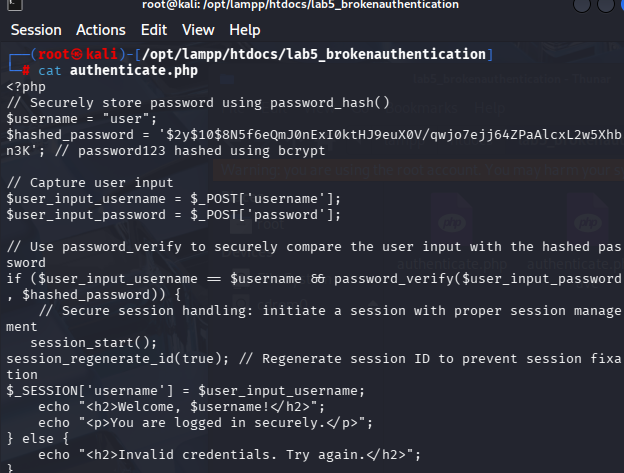 root@kali: /opt/lampp/htdocs/lab5_brokenauthentication
Session Actions Edit View Help
┌──(root㉿kali)-[/opt/lampp/htdocs/lab5_brokenauthentication]
└─# cat authenticate.php
<?php
// Securely store password using password_hash()
$username = "user";
$hashed_password = '$2y$10$8N5f6eQmJ0nExI0ktHJ9euX0V/qwjo7ejj64ZPaAlcxL2w5Xhb
n3K'; // password123 hashed using bcrypt
// Capture user input
$user_input_username = $_POST['username'];
$user_input_password = $_POST['password'];
// Use password_verify to securely compare the user input with the hashed pas
sword
if ($user_input_username == $username && password_verify($user_input_password
, $hashed_password)) {
// Secure session handling: initiate a session with proper session manage
ment
session_start();
session_regenerate_id(true); // Regenerate session ID to prevent session fixa
tion
$_SESSION['username'] = $user_input_username;
echo "<h2>Welcome, $username!</h2>";
echo "<p>You are logged in securely.</p>";
} else {
echo "<h2>Invalid credentials. Try again.</h2>";
}